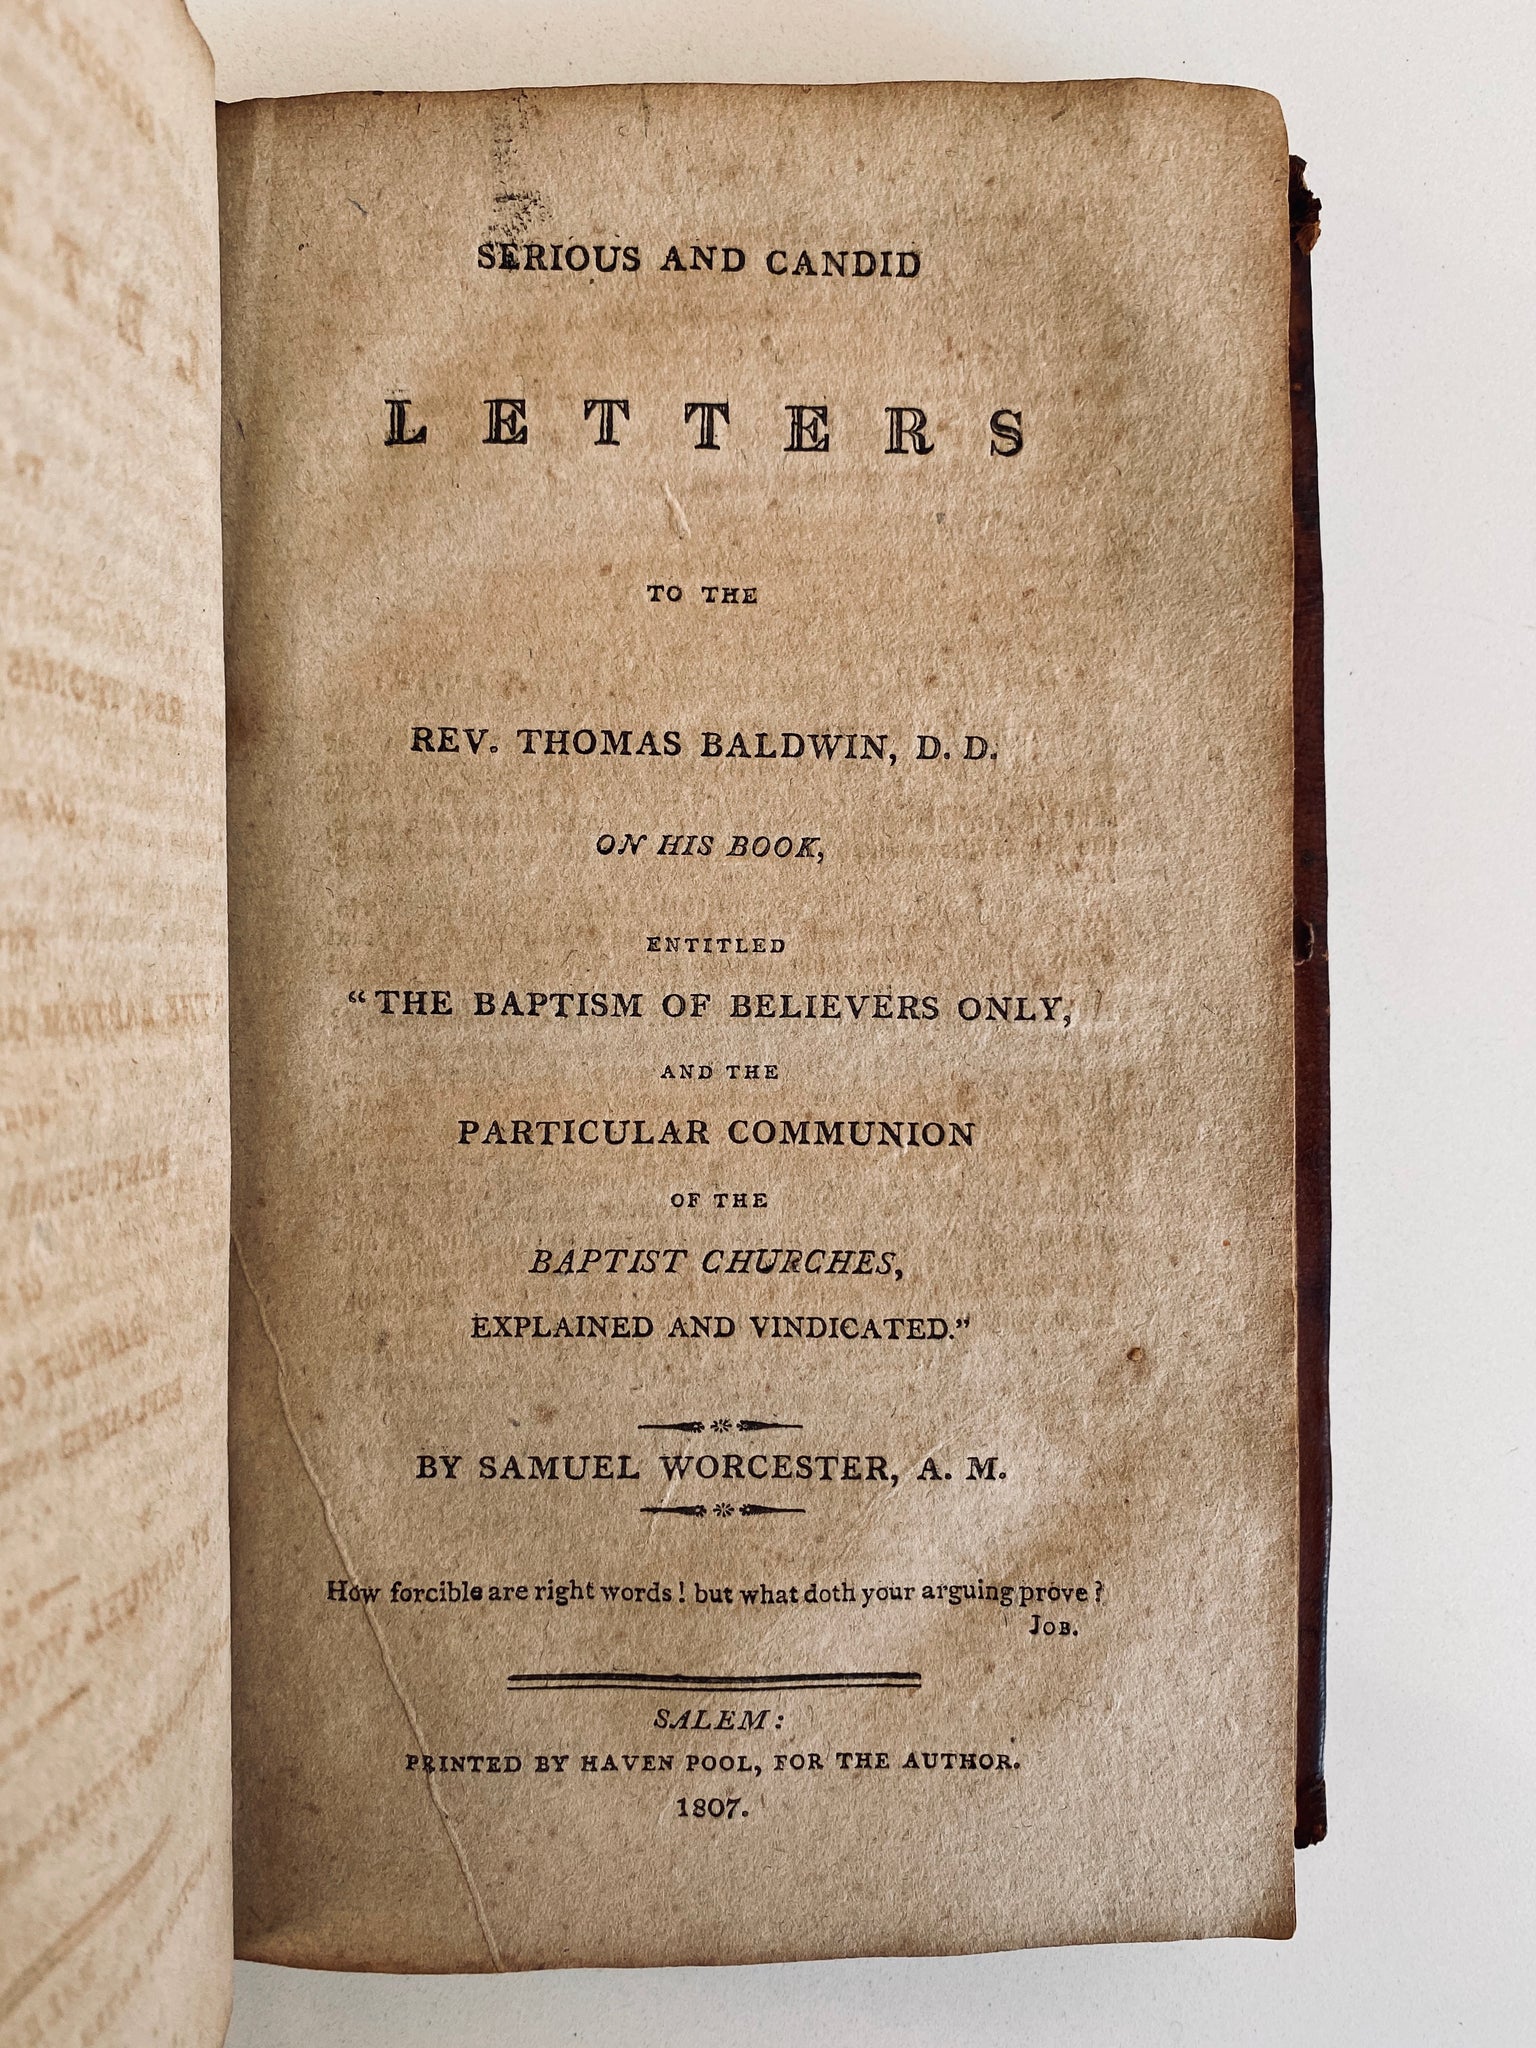 SERIOUS AND CANDID
LETTERS
TO THE
REV. THOMAS BALDWIN, D. D.
ON HIS BOOK,
ENTITLED
“THE BAPTISM OF BELIEVERS ONLY,
AND THE
PARTICULAR COMMUNION
OF THE
BAPTIST CHURCHES,
EXPLAINED AND VINDICATED.”
BY SAMUEL WORCESTER, A. M.
How forcible are right words! but what doth your arguing prove?
JOB.
SALEM:
PRINTED BY HAVEN POOL, FOR THE AUTHOR.
1807.